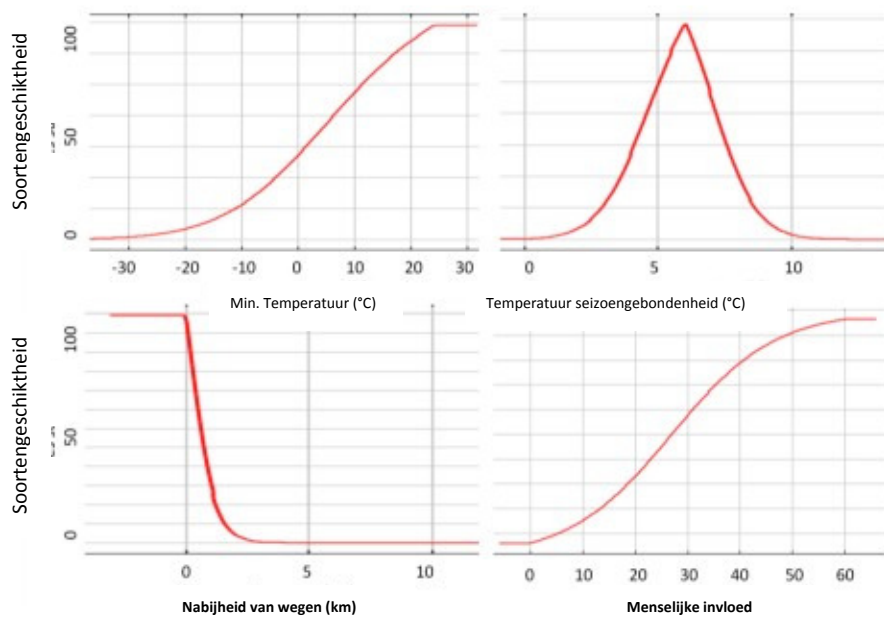 Soortengeschiktheid
100
50
0
-30 -20 -10 0 10 20 30
0 5 10
Min. Temperatuur (°C)
Temperatuur seizoengebondenheid (°C)
Soortengeschiktheid
100
50
0
0 5 10
0 10 20 30 40 50 60
Nabijheid van wegen (km)
Menselijke invloed